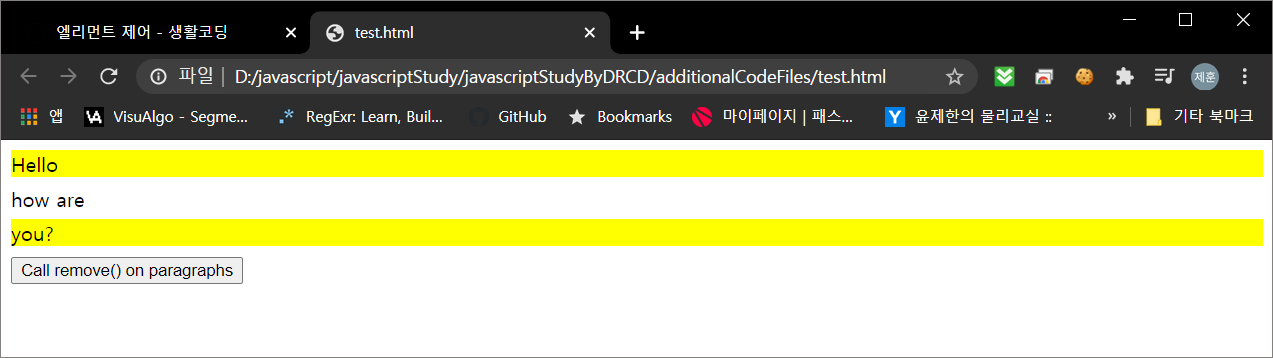 엘리먼트 제어 - 생활코딩
test.html
파일 | D:/javascript/javascriptStudy/javascriptStudyByDRCD/additionalCodeFiles/test.html
제훈
앱 VisuAlgo - Segme... RegExr: Learn, Buil... GitHub Bookmarks 마이페이지 | 패스... Y 윤제한의 물리교실 :: » 기타 북마크
Hello
how are
you?
Call remove() on paragraphs